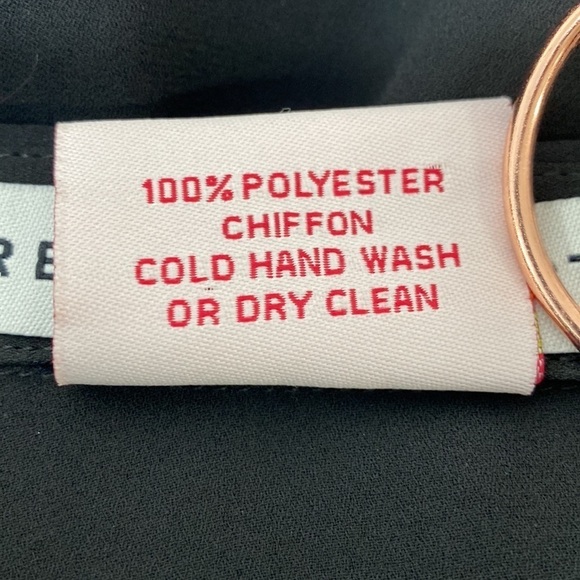 100% POLYESTER
CHIFFON
COLD HAND WASH
OR DRY CLEAN